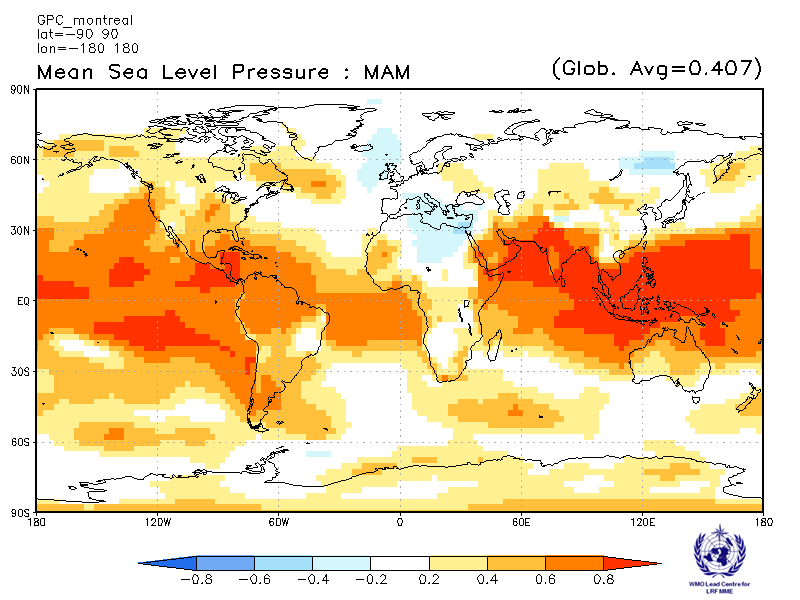 GPC_montreal
lat=-90 90
lon=-180 180
Mean Sea Level Pressure : MAM (Glob. Avg=0.407)
90N
60N
30N
EQ
30S
60S
90S
180 120W 60W 0 60E 120E 180
-0.8 -0.6 -0.4 -0.2 0.2 0.4 0.6 0.8
WMO Lead Centre for
LRF MME